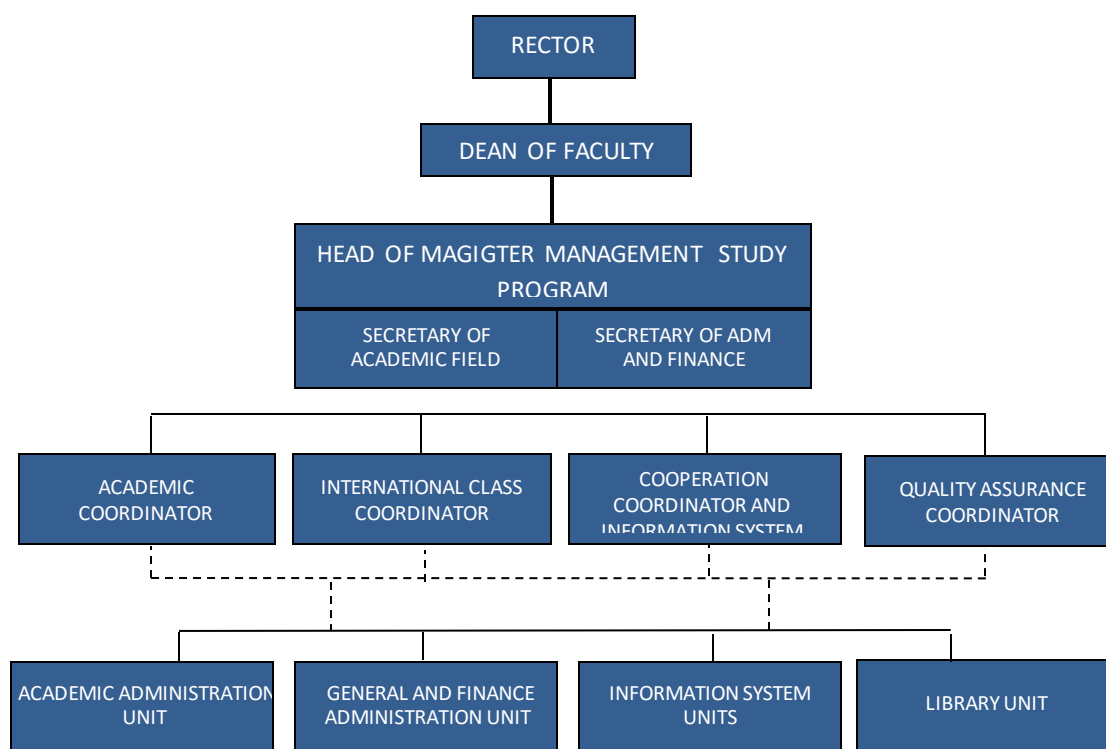 RECTOR
DEAN OF FACULTY
HEAD OF MAGIGTER MANAGEMENT STUDY
PROGRAM
SECRETARY OF
ACADEMIC FIELD
SECRETARY OF ADM
AND FINANCE
ACADEMIC
COORDINATOR
INTERNATIONAL CLASS
COORDINATOR
COOPERATION
COORDINATOR AND
INFORMATION SYSTEM
QUALITY ASSURANCE
COORDINATOR
ACADEMIC ADMINISTRATION
UNIT
GENERAL AND FINANCE
ADMINISTRATION UNIT
INFORMATION SYSTEM
UNITS
LIBRARY UNIT